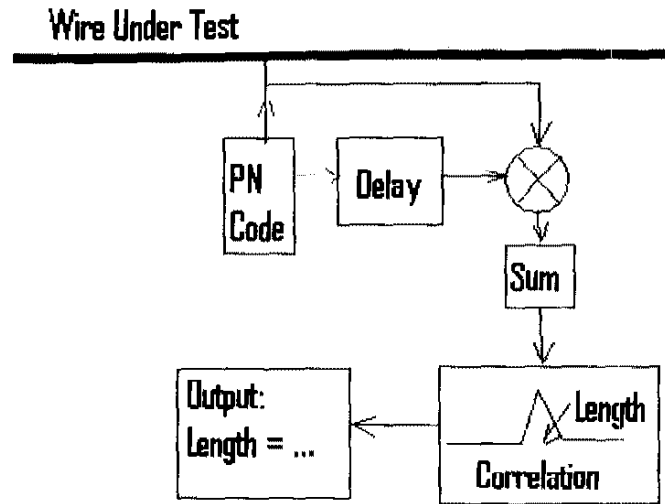 Wire Under Test
PN
Code
Delay
Sum
Length
Correlation
Output:
Length = ...